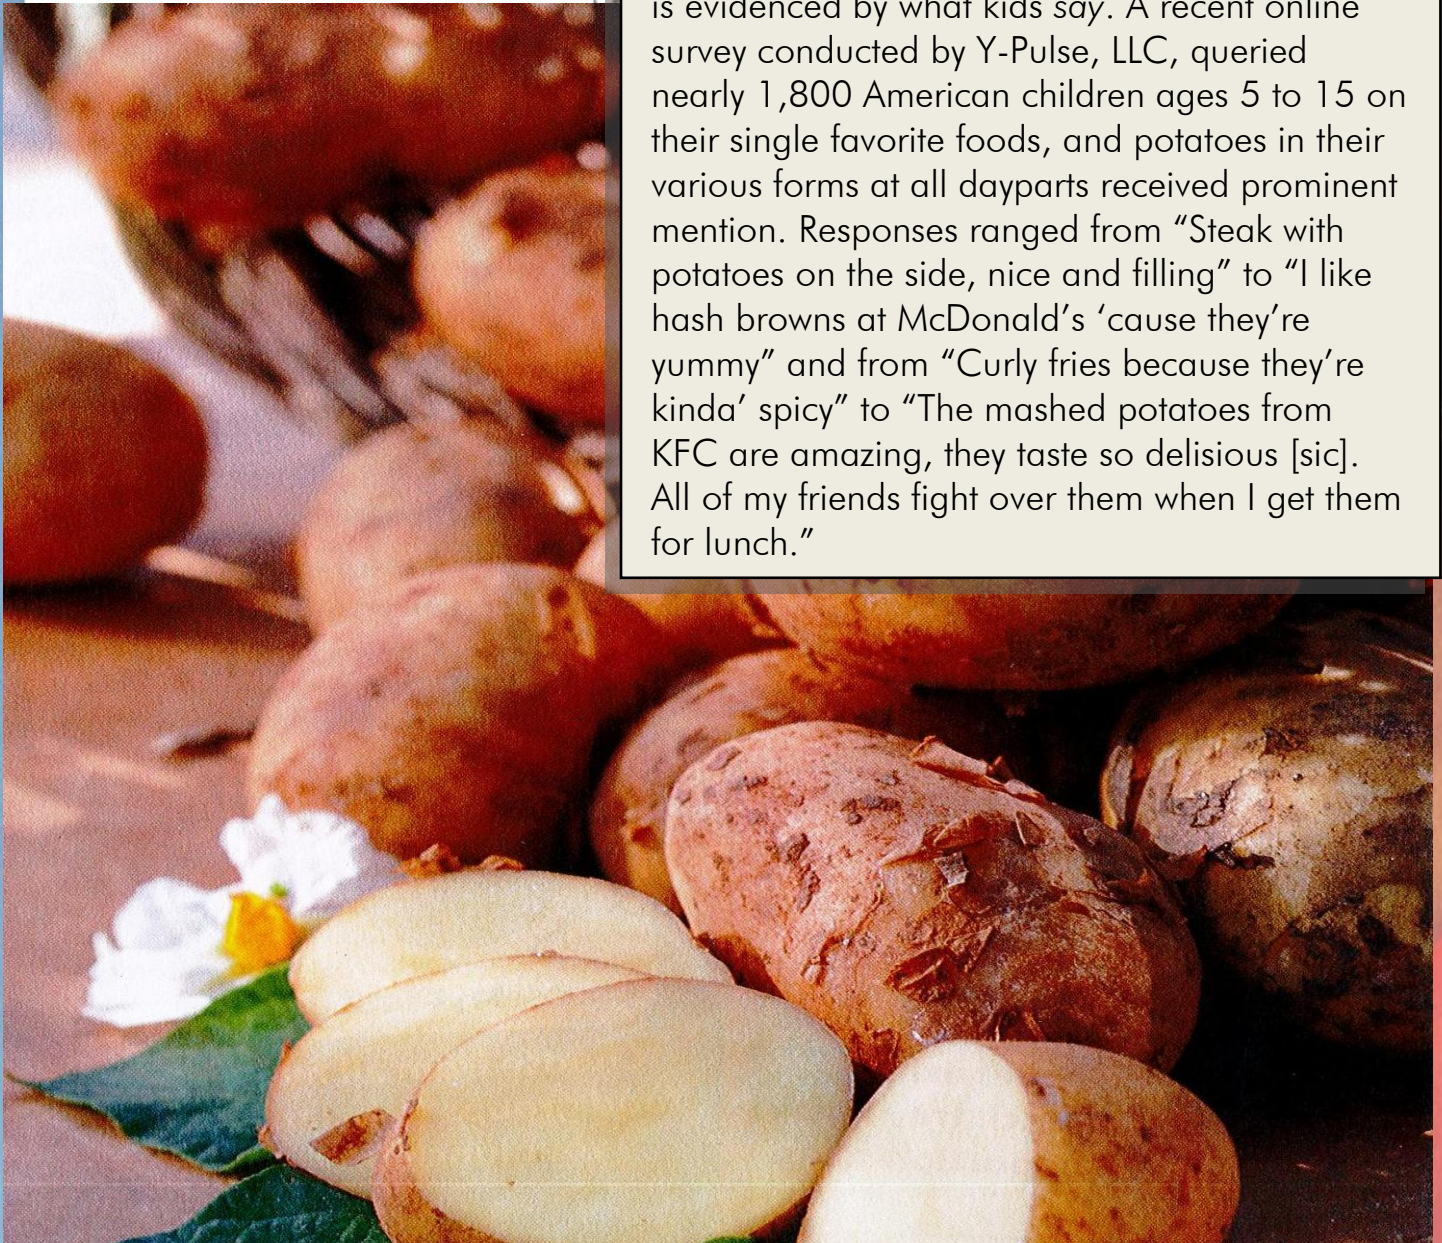 is evidenced by what kids say. A recent online
survey conducted by Y-Pulse, LLC, queried
nearly 1,800 American children ages 5 to 15 on
their single favorite foods, and potatoes in their
various forms at all dayparts received prominent
mention. Responses ranged from “Steak with
potatoes on the side, nice and filling” to “I like
hash browns at McDonald’s ‘cause they’re
yummy” and from “Curly fries because they’re
kinda’ spicy” to “The mashed potatoes from
KFC are amazing, they taste so delisious [sic].
All of my friends fight over them when I get them
for lunch.”